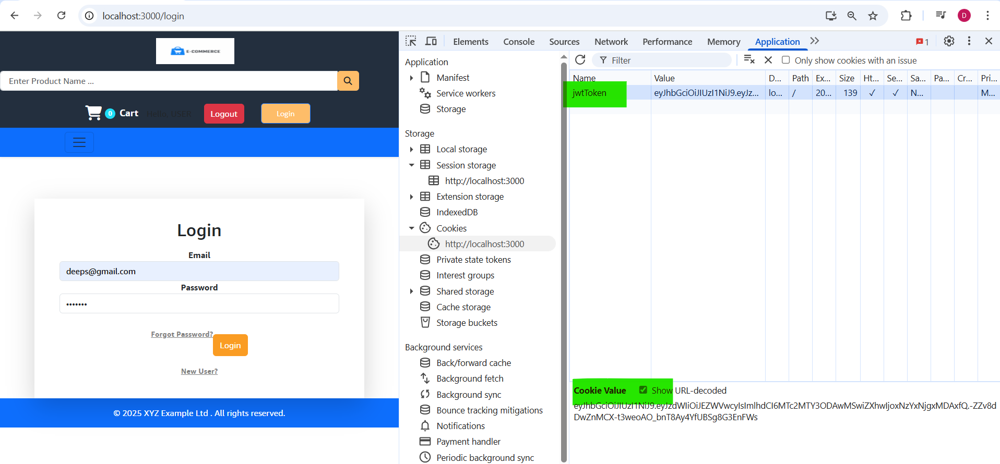 localhost:3000/login
D
E-COMMERCE
Enter Product Name ...
0 Cart Hello, USER Logout Login
Login
Email
deeps@gmail.com
Password
•••••••
Forgot Password? Login
New User?
© 2025 XYZ Example Ltd . All rights reserved.
Elements Console Sources Network Performance Memory Application 1
Application
Manifest
Service workers
Storage
Storage
Local storage
Session storage
http://localhost:3000
Extension storage
IndexedDB
Cookies
http://localhost:3000
Private state tokens
Interest groups
Shared storage
Cache storage
Storage buckets
Background services
Back/forward cache
Background fetch
Background sync
Bounce tracking mitigations
Notifications
Payment handler
Periodic background sync
Filter Only show cookies with an issue
Name Value D... Path Ex... Size Ht... Se... Sa... Pa... Cr... Pri...
jwtToken eyJhbGciOiJIUzI1NiJ9.eyJz... lo... / 20... 139 ✓ ✓ N... M...
Cookie Value Show URL-decoded
eyJhbGciOiJIUzI1NiJ9.eyJzdWIiOiJEZWVwcyIsImlhdCI6MTc2MTY3ODAwMSwiZXhwIjoxNzYxNjgxMDAxfQ.-ZZv8d
DwZnMCX-t3weoAO_bnT8Ay4YfUBSg8G3EnFWs